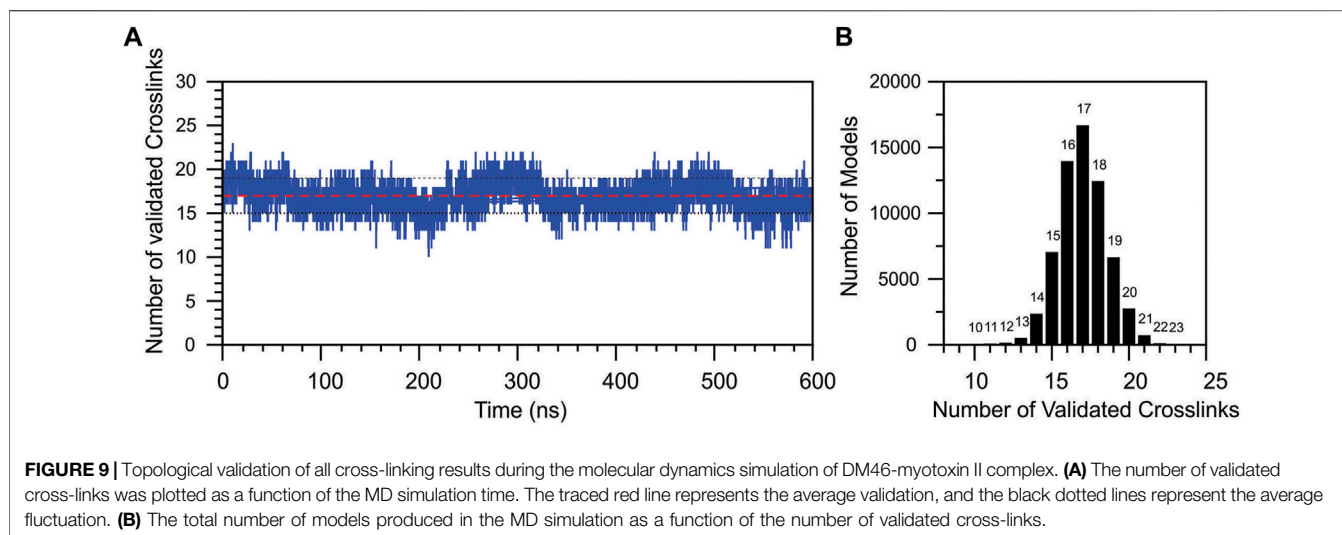 A
B
Number of validated Crosslinks
30
25
20
15
10
5
0
0 100 200 300 400 500 600
Time (ns)
Number of Models
20000
15000
10000
5000
0
10 11 12 13 14 15 16 17 18 19 20 21 22 23
10 15 20 25
Number of Validated Crosslinks
FIGURE 9 | Topological validation of all cross-linking results during the molecular dynamics simulation of DM46-myotoxin II complex. (A) The number of validated
cross-links was plotted as a function of the MD simulation time. The traced red line represents the average validation, and the black dotted lines represent the average
fluctuation. (B) The total number of models produced in the MD simulation as a function of the number of validated cross-links.